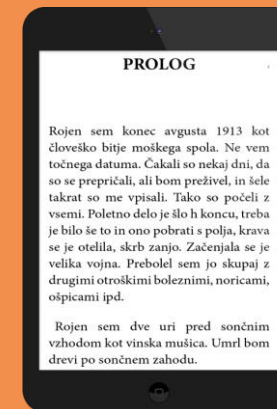 PROLOG
Rojen sem konec avgusta 1913 kot
človeško bitje moškega spola. Ne vem
točnega datuma. Čakali so nekaj dni, da
so se prepričali, ali bom preživel, in šele
takrat so me vpisali. Tako so počeli z
vsemi. Poletno delo je šlo h koncu, treba
je bilo še to in ono pobrati s polja, krava
se je otelila, skrb zanjo. Začenjala se je
velika vojna. Prebolel sem jo skupaj z
drugimi otroškimi boleznimi, noricami,
ošpicami ipd.
Rojen sem dve uri pred sončnim
vzhodom kot vinska mušica. Umrl bom
drevi po sončnem zahodu.